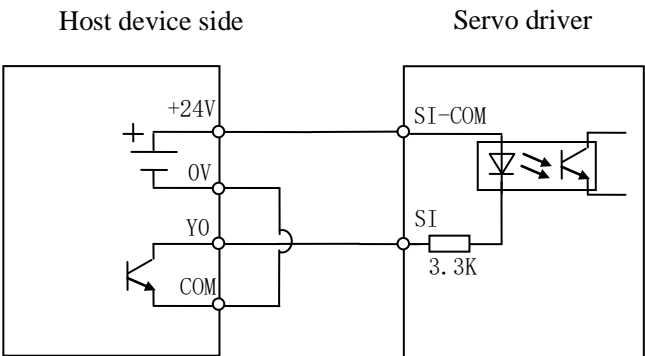 Host device side
Servo driver
+24V
SI-COM
+
0V
Y0
SI
3.3K
COM